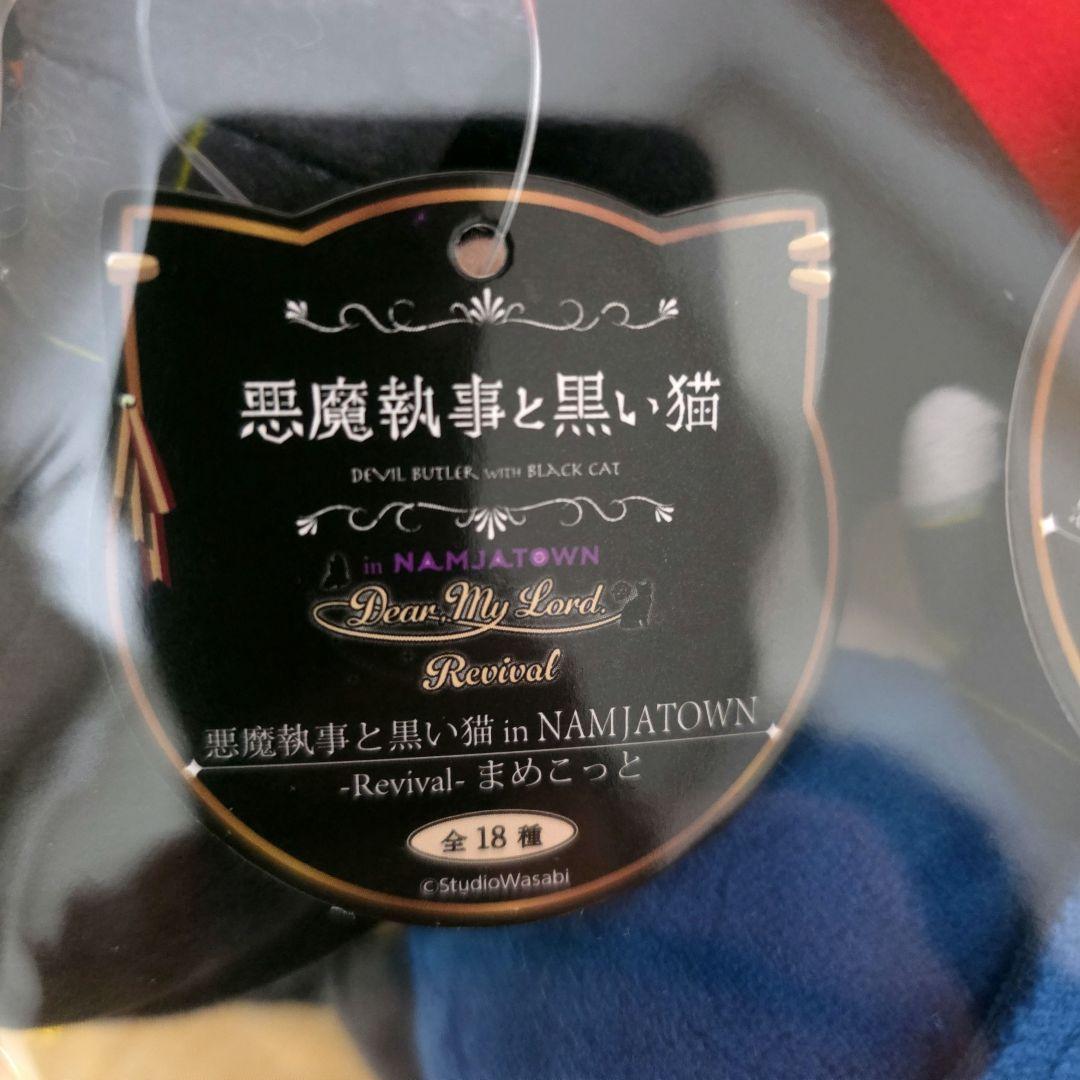 悪魔執事と黒い猫
DEVIL BUTLER WITH BLACK CAT
in NAMJATOWN
Dear, My Lord.
Revival
悪魔執事と黒い猫 in NAMJATOWN
-Revival- まめこっと
全18種
©StudioWasabi